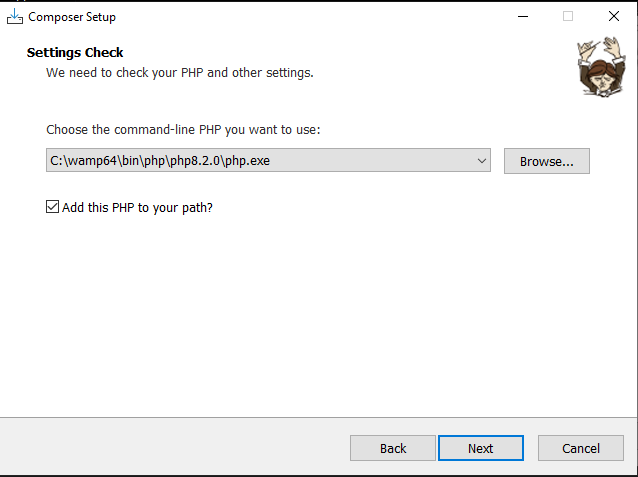 Composer Setup
Settings Check
We need to check your PHP and other settings.
Choose the command-line PHP you want to use:
C:\wamp64\bin\php\php8.2.0\php.exe
Browse...
Add this PHP to your path?
Back
Next
Cancel